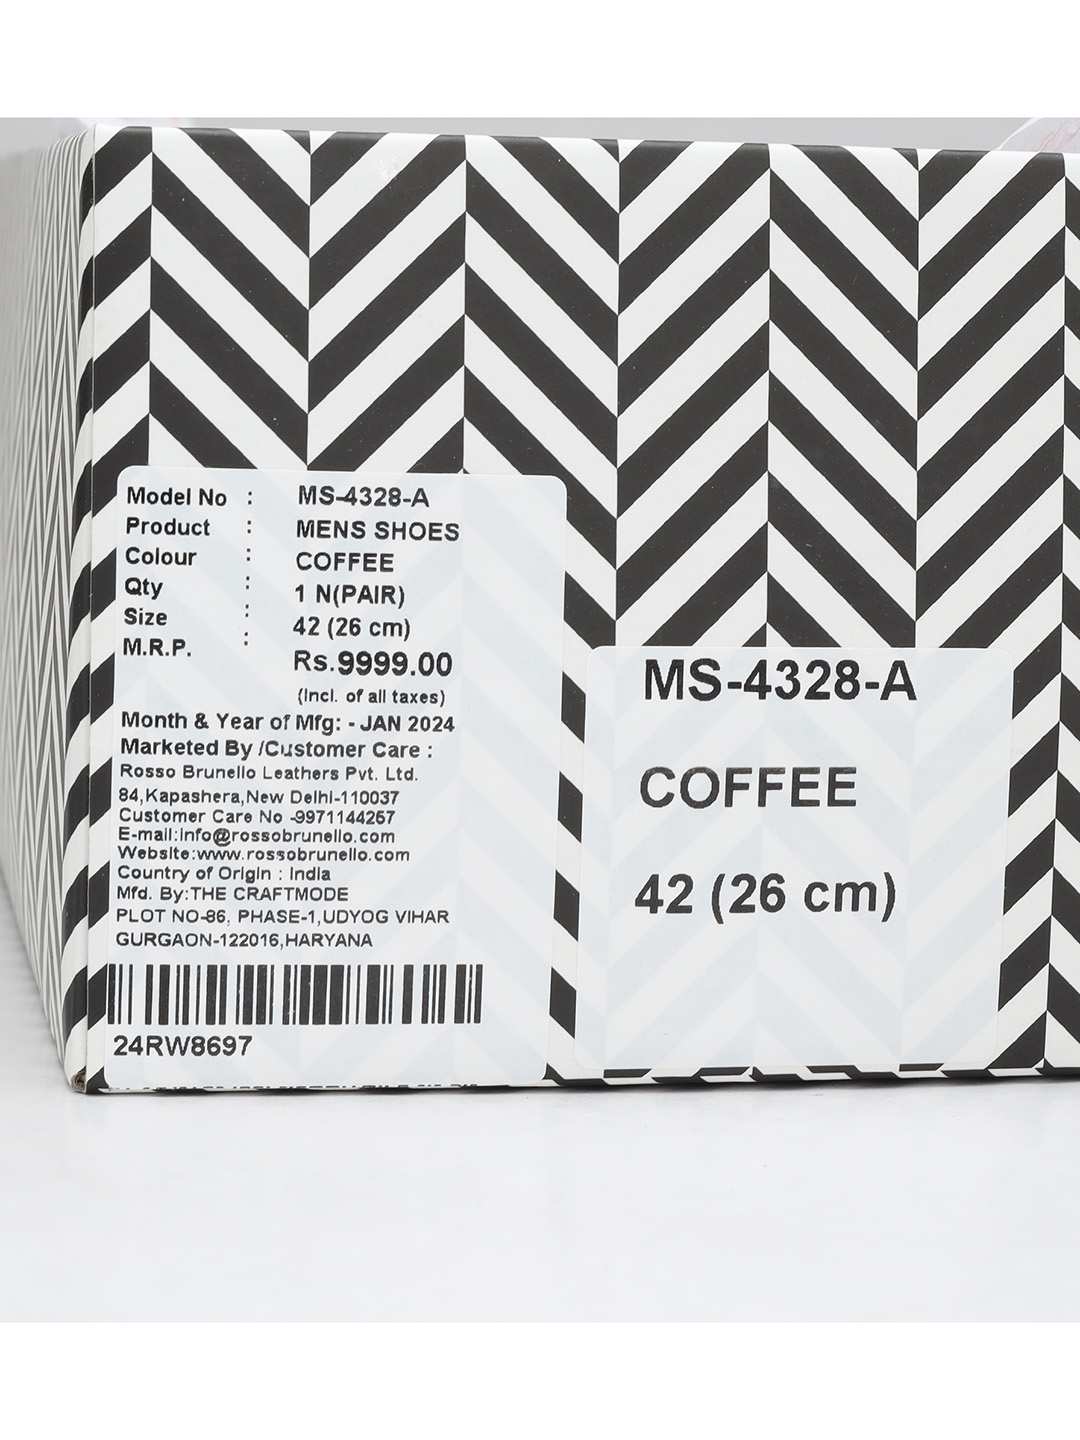 Model No : MS-4328-A
Product : MENS SHOES
Colour : COFFEE
Qty : 1 N(PAIR)
Size : 42 (26 cm)
M.R.P. : Rs.9999.00
(Incl. of all taxes)
Month & Year of Mfg: - JAN 2024
Marketed By /Customer Care :
Rosso Brunello Leathers Pvt. Ltd.
84,Kapashera,New Delhi-110037
Customer Care No -9971144257
E-mail:Info@rossobrunello.com
Website:www.rossobrunello.com
Country of Origin : India
Mfd. By:THE CRAFTMODE
PLOT NO-86, PHASE-1,UDYOG VIHAR
GURGAON-122016,HARYANA
24RW8697
MS-4328-A
COFFEE
42 (26 cm)